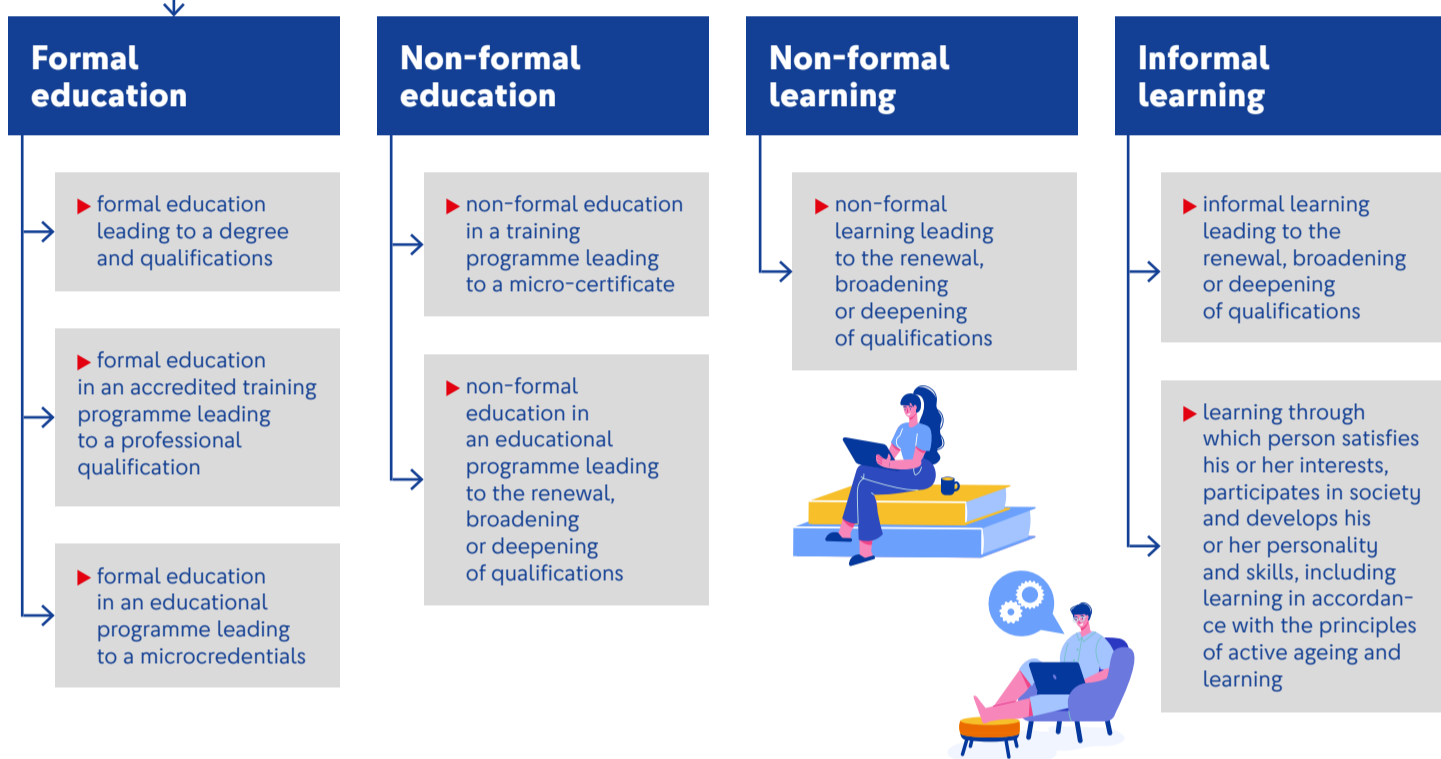 Formal
education
formal education
leading to a degree
and qualifications
formal education
in an accredited training
programme leading
to a professional
qualification
formal education
in an educational
programme leading
to a microcredentials
Non-formal
education
non-formal education
in a training
programme leading
to a micro-certificate
non-formal
education in
an educational
programme leading
to the renewal,
broadening
or deepening
of qualifications
Non-formal
learning
non-formal
learning leading
to the renewal,
broadening
or deepening
of qualifications
Informal
learning
informal learning
leading to the
renewal, broadening
or deepening
of qualifications
learning through
which person satisfies
his or her interests,
participates in society
and develops his
or her personality
and skills, including
learning in accordan-
ce with the principles
of active ageing and
learning